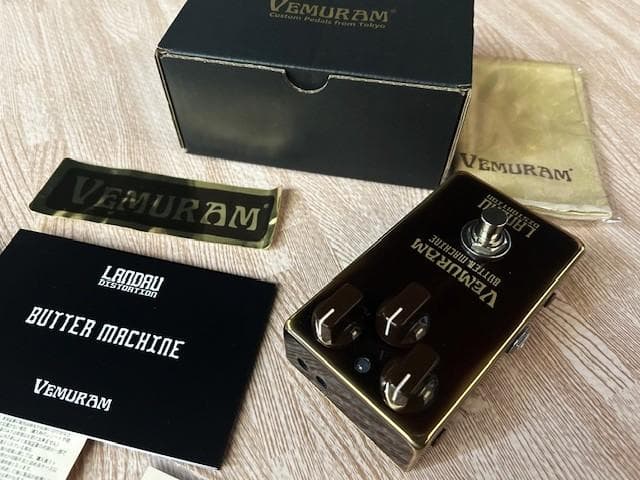 VEMURAM®
Custom Pedals from Tokyo
VEMURAM®
VEMURAM
LANDAU
DISTORTION
BUTTER MACHINE
VEMURAM
VEMURAM
BUTTER MACHINE
LANDAU
DISTORTION